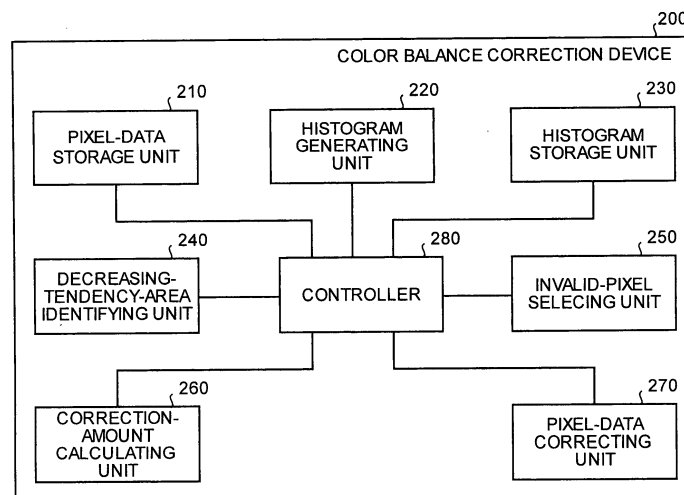 200
COLOR BALANCE CORRECTION DEVICE
210
PIXEL-DATA
STORAGE UNIT
220
HISTOGRAM
GENERATING
UNIT
230
HISTOGRAM
STORAGE UNIT
240
DECREASING-
TENDENCY-AREA
IDENTIFYING UNIT
280
CONTROLLER
250
INVALID-PIXEL
SELECING UNIT
260
CORRECTION-
AMOUNT
CALCULATING
UNIT
270
PIXEL-DATA
CORRECTING
UNIT